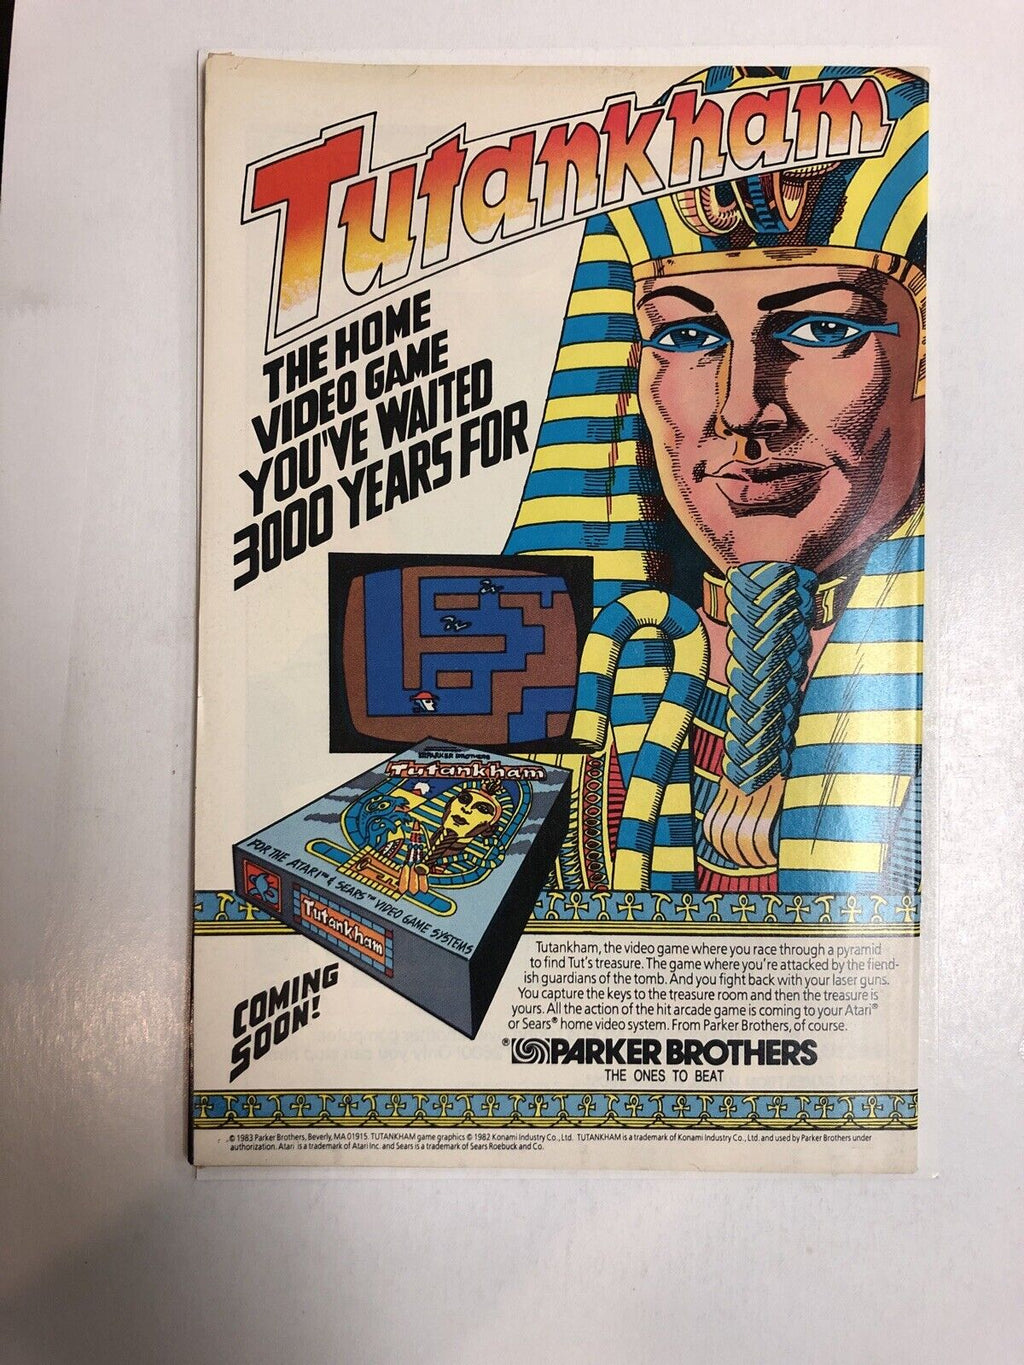 Tutankham
THE HOME
VIDEO GAME
YOU'VE WAITED
3000 YEARS FOR
PARKER BROTHERS
Tutankham
FOR THE ATARI™ & SEARS™ VIDEO GAME SYSTEMS
Tutankham
COMING
SOON!
Tutankham, the video game where you race through a pyramid
to find Tut's treasure. The game where you're attacked by the fiend-
ish guardians of the tomb. And you fight back with your laser guns.
You capture the keys to the treasure room and then the treasure is
yours. All the action of the hit arcade game is coming to your Atari®
or Sears® home video system. From Parker Brothers, of course.
® PARKER BROTHERS
THE ONES TO BEAT
© 1983 Parker Brothers, Beverly, MA 01915. TUTANKHAM game graphics © 1982 Konami Industry Co., Ltd. TUTANKHAM is a trademark of Konami Industry Co., Ltd. and used by Parker Brothers under
authorization. Atari is a trademark of Atari Inc. and Sears is a trademark of Sears Roebuck and Co.